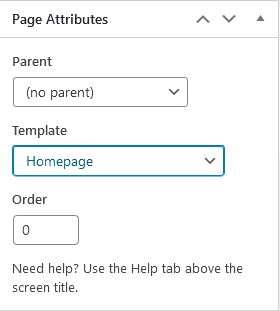 Page Attributes
Parent
(no parent)
Template
Homepage
Order
0
Need help? Use the Help tab above the
screen title.